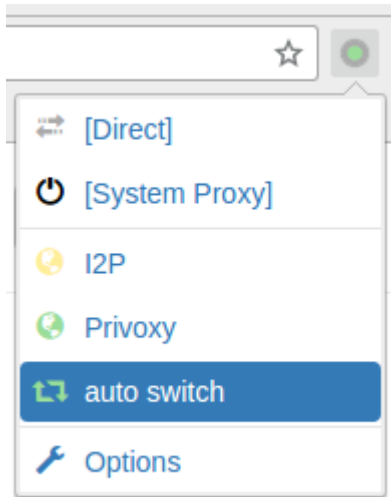 [Direct]
[System Proxy]
I2P
Privoxy
auto switch
Options